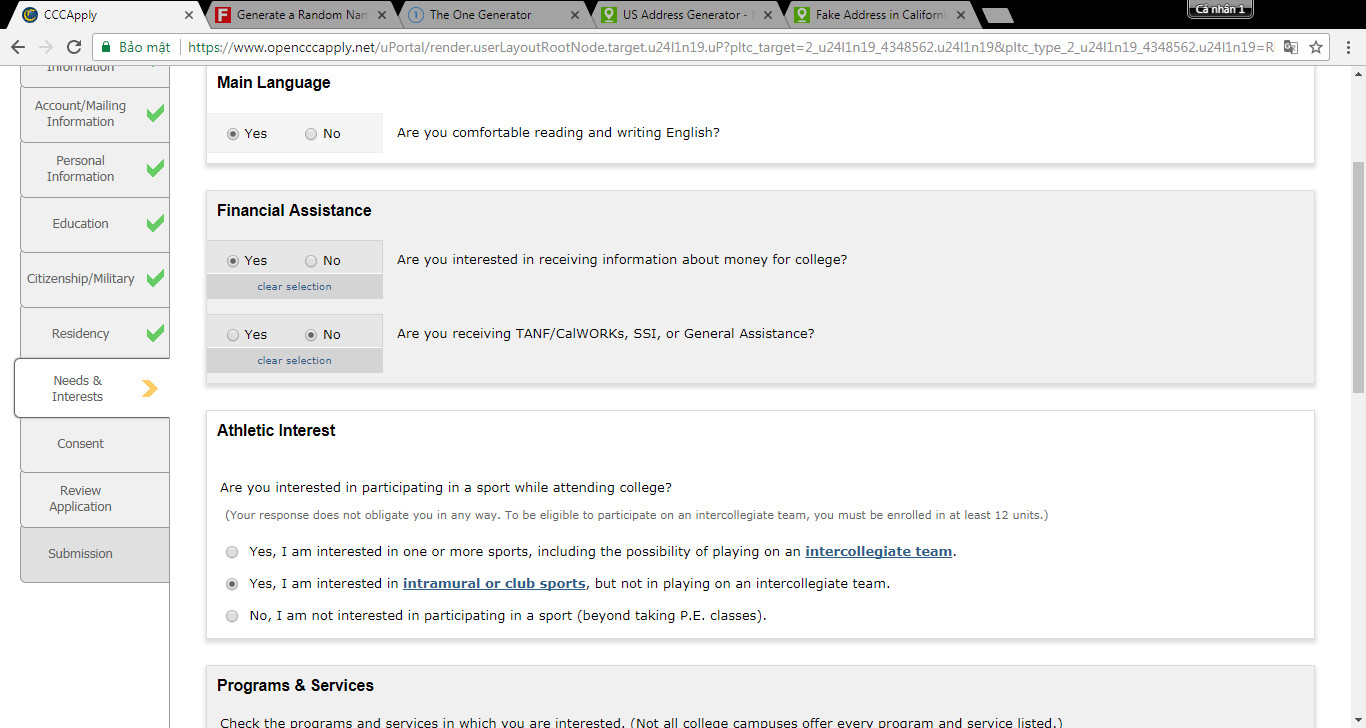 CCCApply
Generate a Random Nam
The One Generator
US Address Generator - F
Fake Address in Californi
Cá nhân 1
Bảo mật
https://www.opencccapply.net/uPortal/render.userLayoutRootNode.target.u24l1n19.uP?pltc_target=2_u24l1n19_4348562.u24l1n19&pltc_type_2_u24l1n19_4348562.u24l1n19=R
Information
Account/Mailing
Information
Personal
Information
Education
Citizenship/Military
Residency
Needs &
Interests
Consent
Review
Application
Submission
Main Language
Yes No Are you comfortable reading and writing English?
Financial Assistance
Yes No Are you interested in receiving information about money for college?
clear selection
Yes No Are you receiving TANF/CalWORKs, SSI, or General Assistance?
clear selection
Athletic Interest
Are you interested in participating in a sport while attending college?
(Your response does not obligate you in any way. To be eligible to participate on an intercollegiate team, you must be enrolled in at least 12 units.)
Yes, I am interested in one or more sports, including the possibility of playing on an intercollegiate team.
Yes, I am interested in intramural or club sports, but not in playing on an intercollegiate team.
No, I am not interested in participating in a sport (beyond taking P.E. classes).
Programs & Services
Check the programs and services in which you are interested. (Not all college campuses offer every program and service listed.)